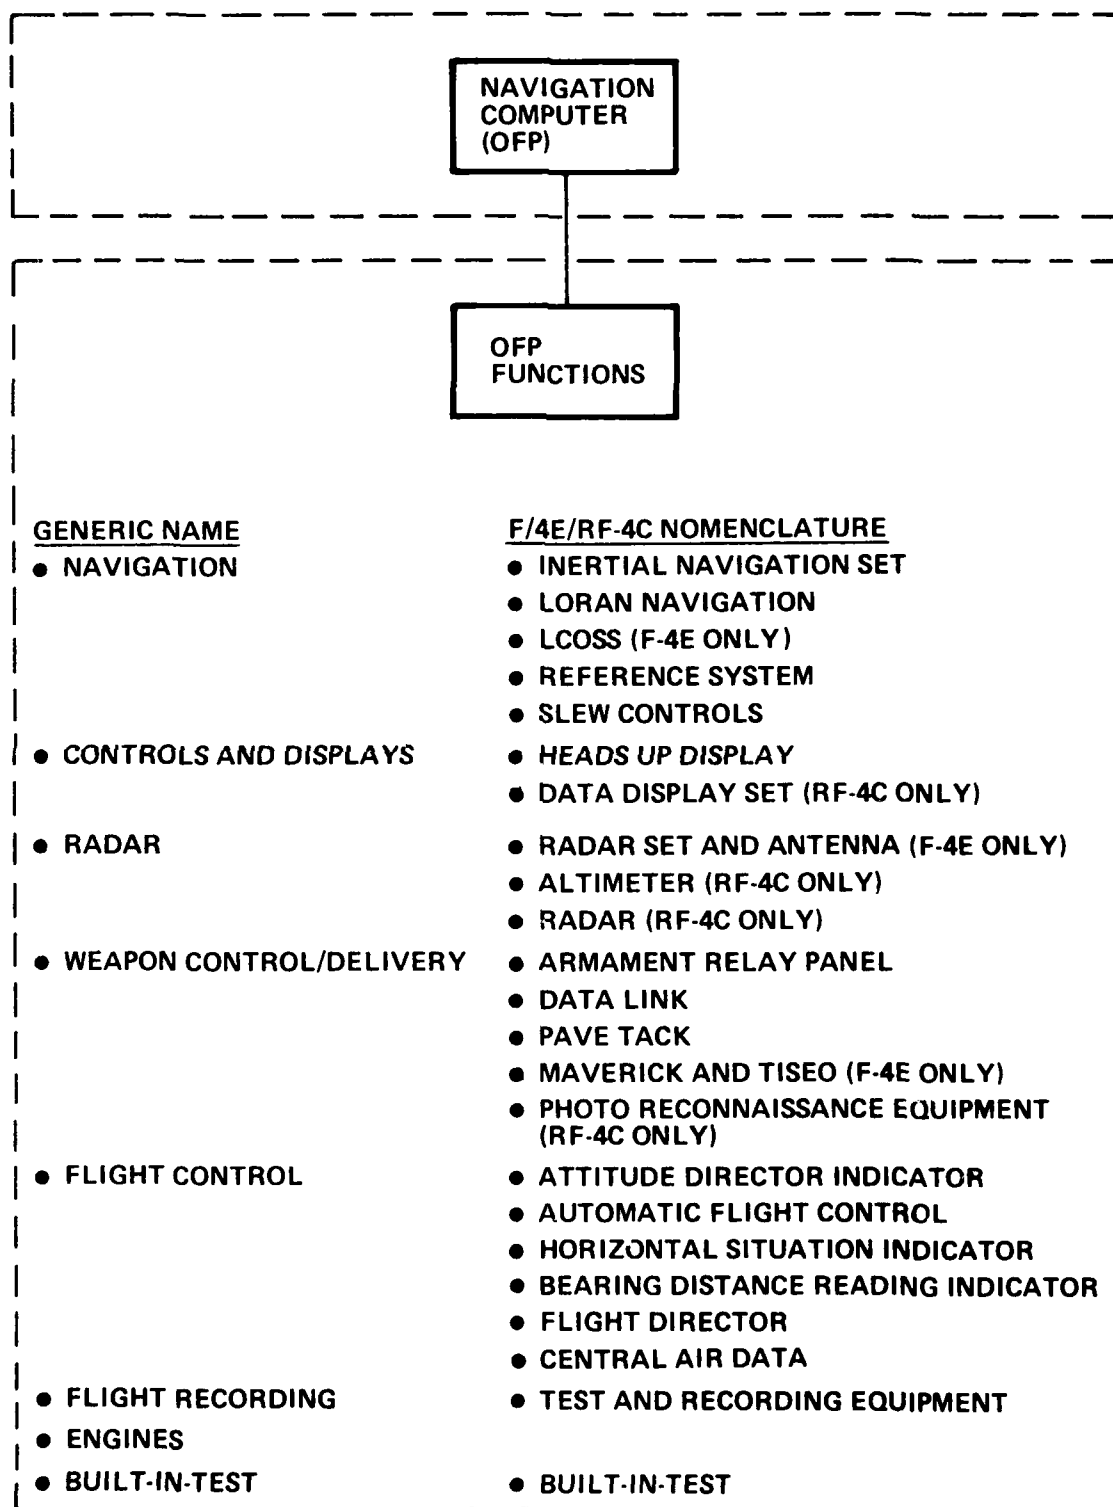 NAVIGATION
COMPUTER
(OFP)
OFP
FUNCTIONS
GENERIC NAME F/4E/RF-4C NOMENCLATURE
• NAVIGATION • INERTIAL NAVIGATION SET
• LORAN NAVIGATION
• LCOSS (F-4E ONLY)
• REFERENCE SYSTEM
• SLEW CONTROLS
• CONTROLS AND DISPLAYS • HEADS UP DISPLAY
• DATA DISPLAY SET (RF-4C ONLY)
• RADAR • RADAR SET AND ANTENNA (F-4E ONLY)
• ALTIMETER (RF-4C ONLY)
• RADAR (RF-4C ONLY)
• WEAPON CONTROL/DELIVERY • ARMAMENT RELAY PANEL
• DATA LINK
• PAVE TACK
• MAVERICK AND TISEO (F-4E ONLY)
• PHOTO RECONNAISSANCE EQUIPMENT
(RF-4C ONLY)
• FLIGHT CONTROL • ATTITUDE DIRECTOR INDICATOR
• AUTOMATIC FLIGHT CONTROL
• HORIZONTAL SITUATION INDICATOR
• BEARING DISTANCE READING INDICATOR
• FLIGHT DIRECTOR
• CENTRAL AIR DATA
• FLIGHT RECORDING • TEST AND RECORDING EQUIPMENT
• ENGINES
• BUILT-IN-TEST • BUILT-IN-TEST